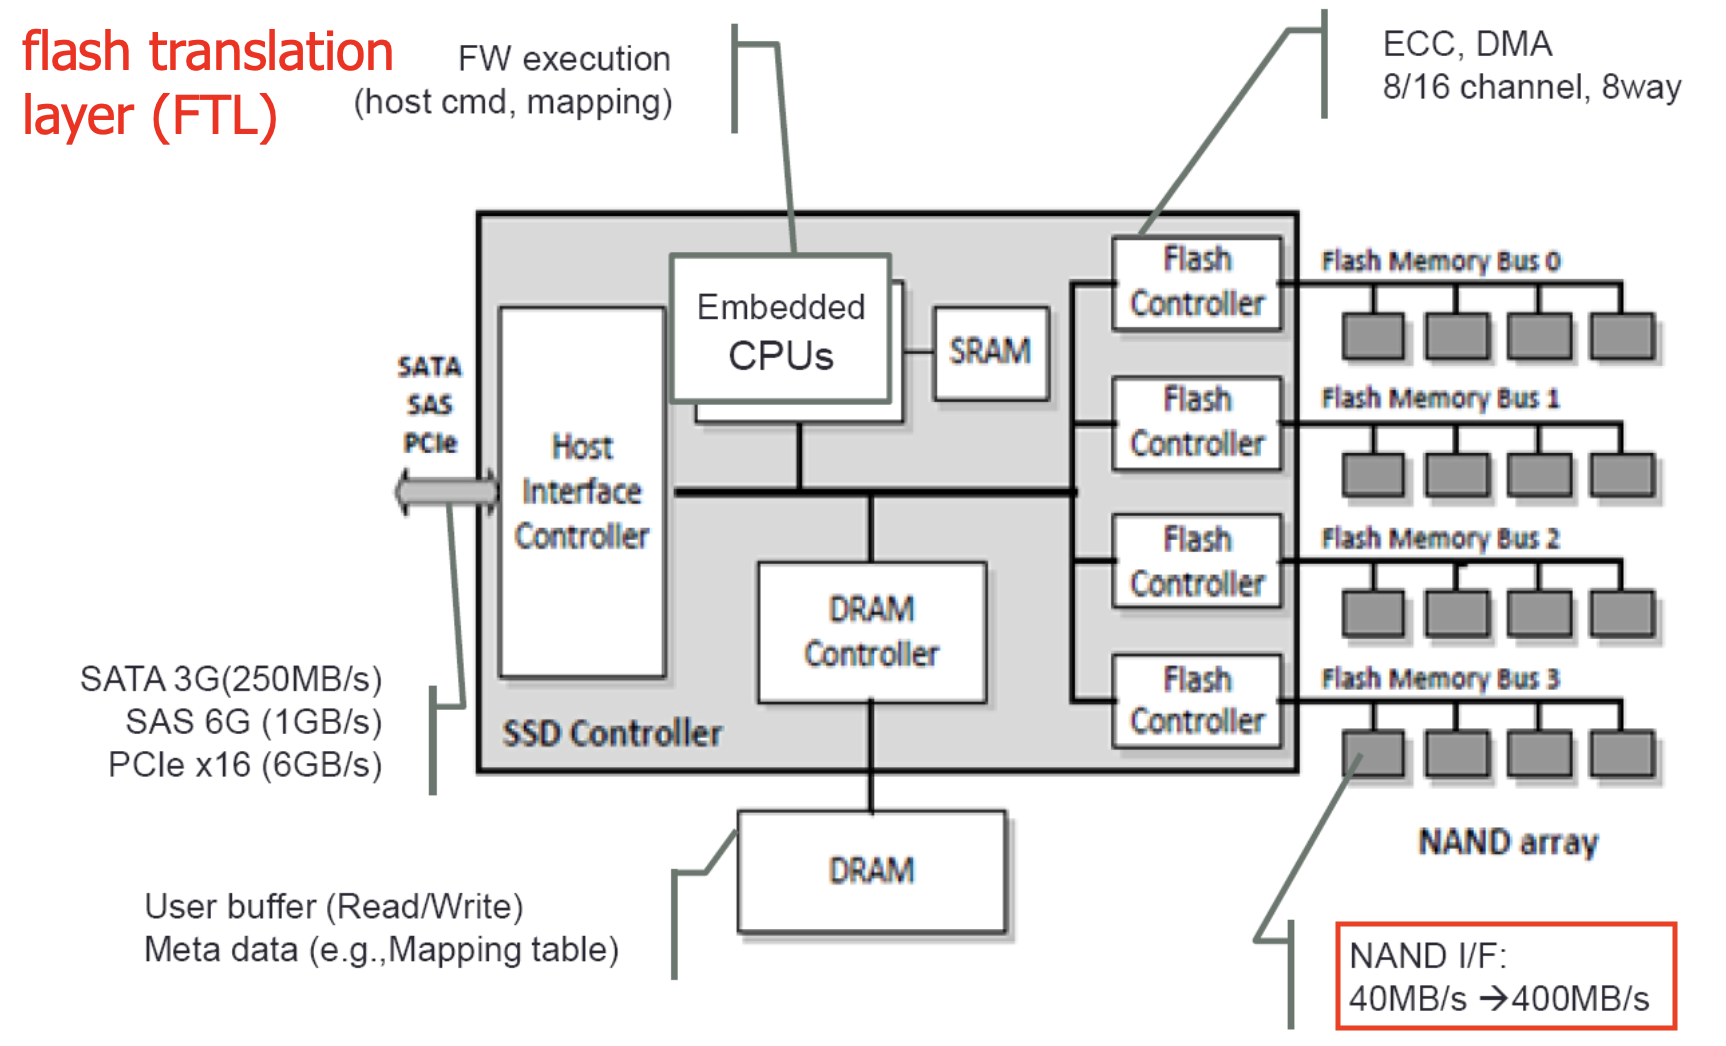 flash translation
layer (FTL)
FW execution
(host cmd, mapping)
ECC, DMA
8/16 channel, 8way
Embedded
CPUs
SRAM
SATA
SAS
PCIe
Host
Interface
Controller
Flash
Controller
Flash Memory Bus 0
Flash
Controller
Flash Memory Bus 1
Flash
Controller
Flash Memory Bus 2
Flash
Controller
Flash Memory Bus 3
DRAM
Controller
SSD Controller
SATA 3G(250MB/s)
SAS 6G (1GB/s)
PCIe x16 (6GB/s)
DRAM
NAND array
User buffer (Read/Write)
Meta data (e.g.,Mapping table)
NAND I/F:
40MB/s →400MB/s